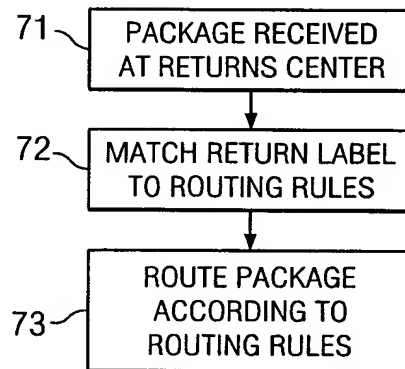 71
PACKAGE RECEIVED
AT RETURNS CENTER
72
MATCH RETURN LABEL
TO ROUTING RULES
73
ROUTE PACKAGE
ACCORDING TO
ROUTING RULES